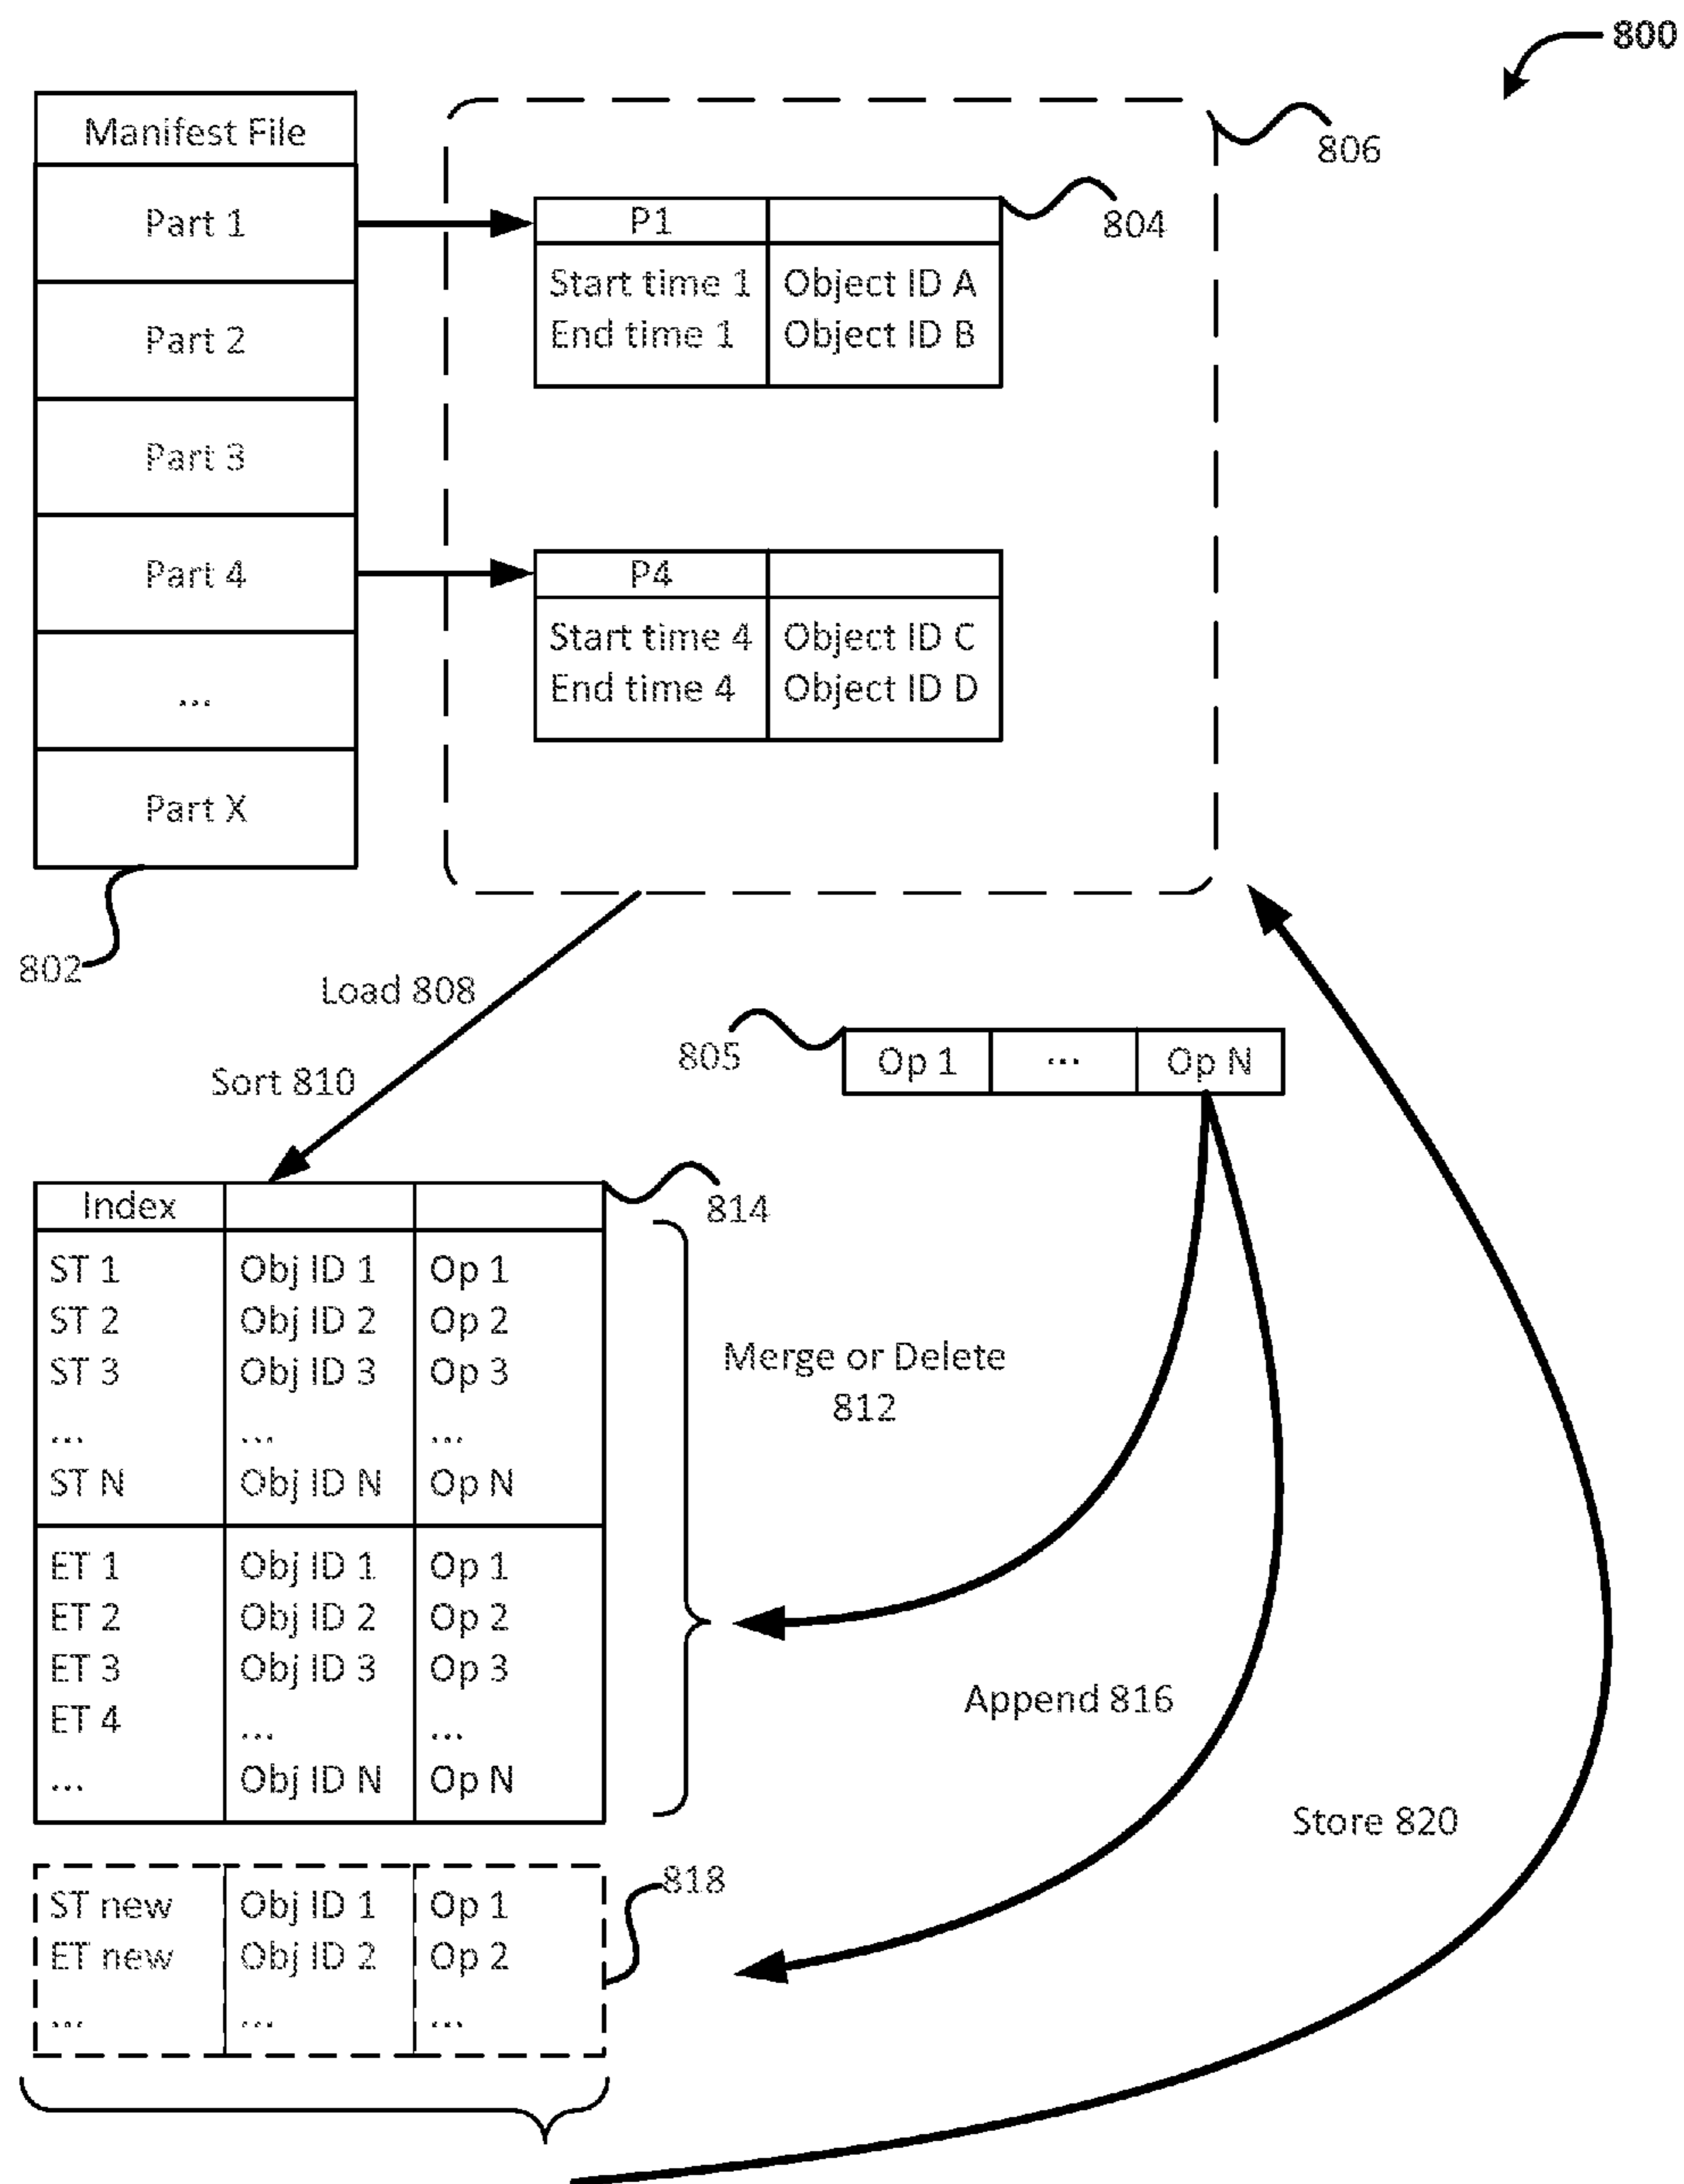 800
Manifest File
Part 1
Part 2
Part 3
Part 4
...
Part X
802
806
804
P1
Start time 1
Object ID A
End time 1
Object ID B
P4
Start time 4
Object ID C
End time 4
Object ID D
Load 808
Sort 810
805
Op 1
...
Op N
814
Index
ST 1
Obj ID 1
Op 1
ST 2
Obj ID 2
Op 2
ST 3
Obj ID 3
Op 3
...
...
...
ST N
Obj ID N
Op N
ET 1
Obj ID 1
Op 1
ET 2
Obj ID 2
Op 2
ET 3
Obj ID 3
Op 3
ET 4
...
...
...
Obj ID N
Op N
Merge or Delete
812
Append 816
Store 820
818
ST new
Obj ID 1
Op 1
ET new
Obj ID 2
Op 2
...
...
...